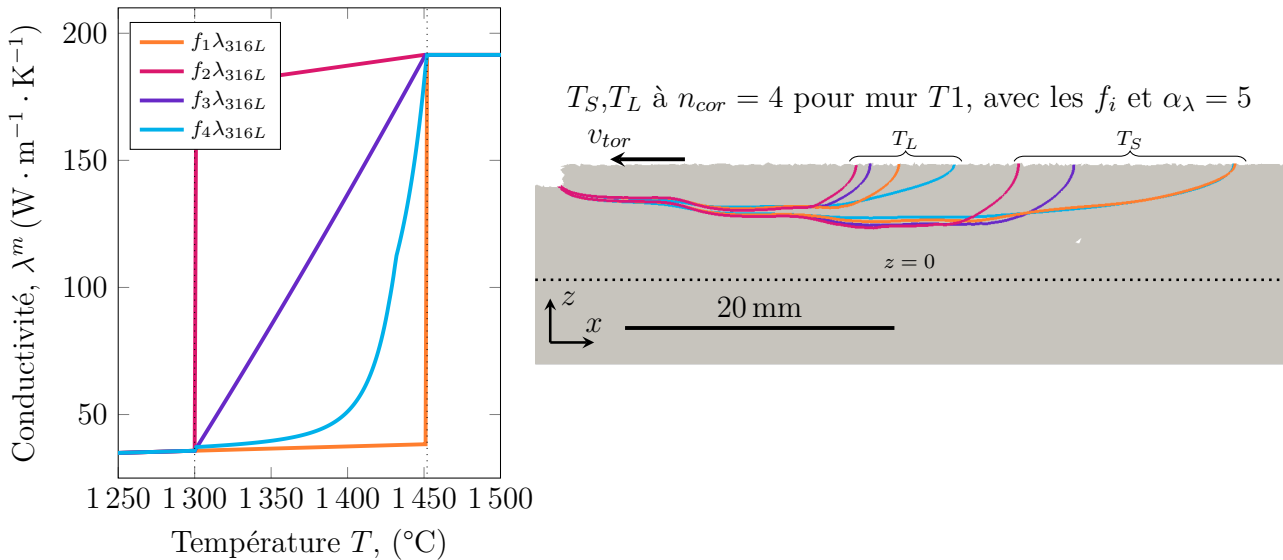 200
150
100
50
1 250
1 300
1 350
1 400
1 450
1 500
Conductivité, λ^m (W · m⁻¹ · K⁻¹)
Température T, (°C)
f₁λ₃₁₆L
f₂λ₃₁₆L
f₃λ₃₁₆L
f₄λ₃₁₆L
T_S,T_L à n_cor = 4 pour mur T1, avec les f_i et α_λ = 5
v_tor
T_L
T_S
z = 0
z
x
20 mm